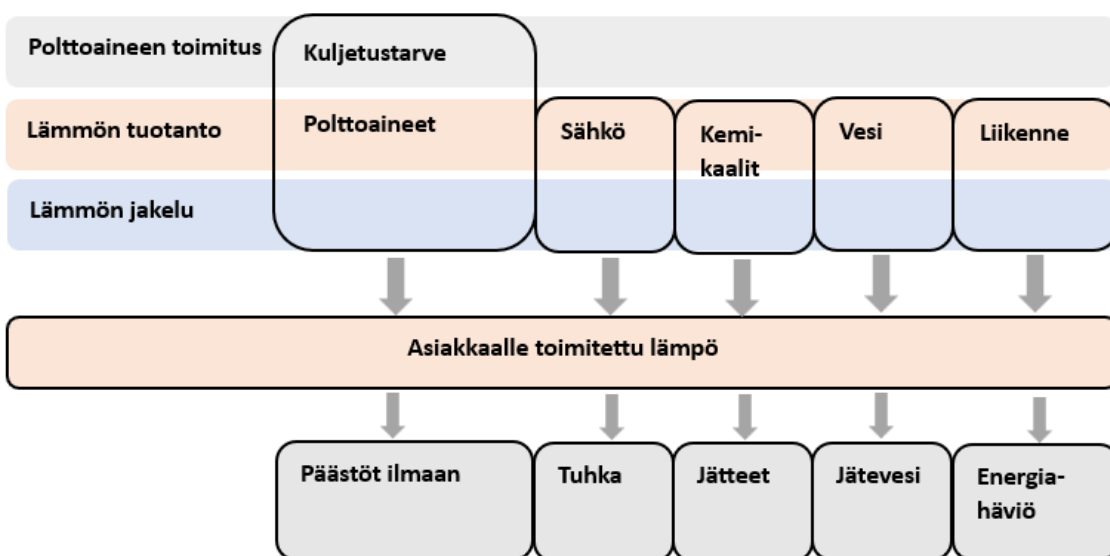 Polttoaineen toimitus
Kuljetustarve
Lämmön tuotanto
Polttoaineet
Sähkö
Kemi-
kaalit
Vesi
Liikenne
Lämmön jakelu
Asiakkaalle toimitettu lämpö
Päästöt ilmaan
Tuhka
Jätteet
Jätevesi
Energia-
häviö